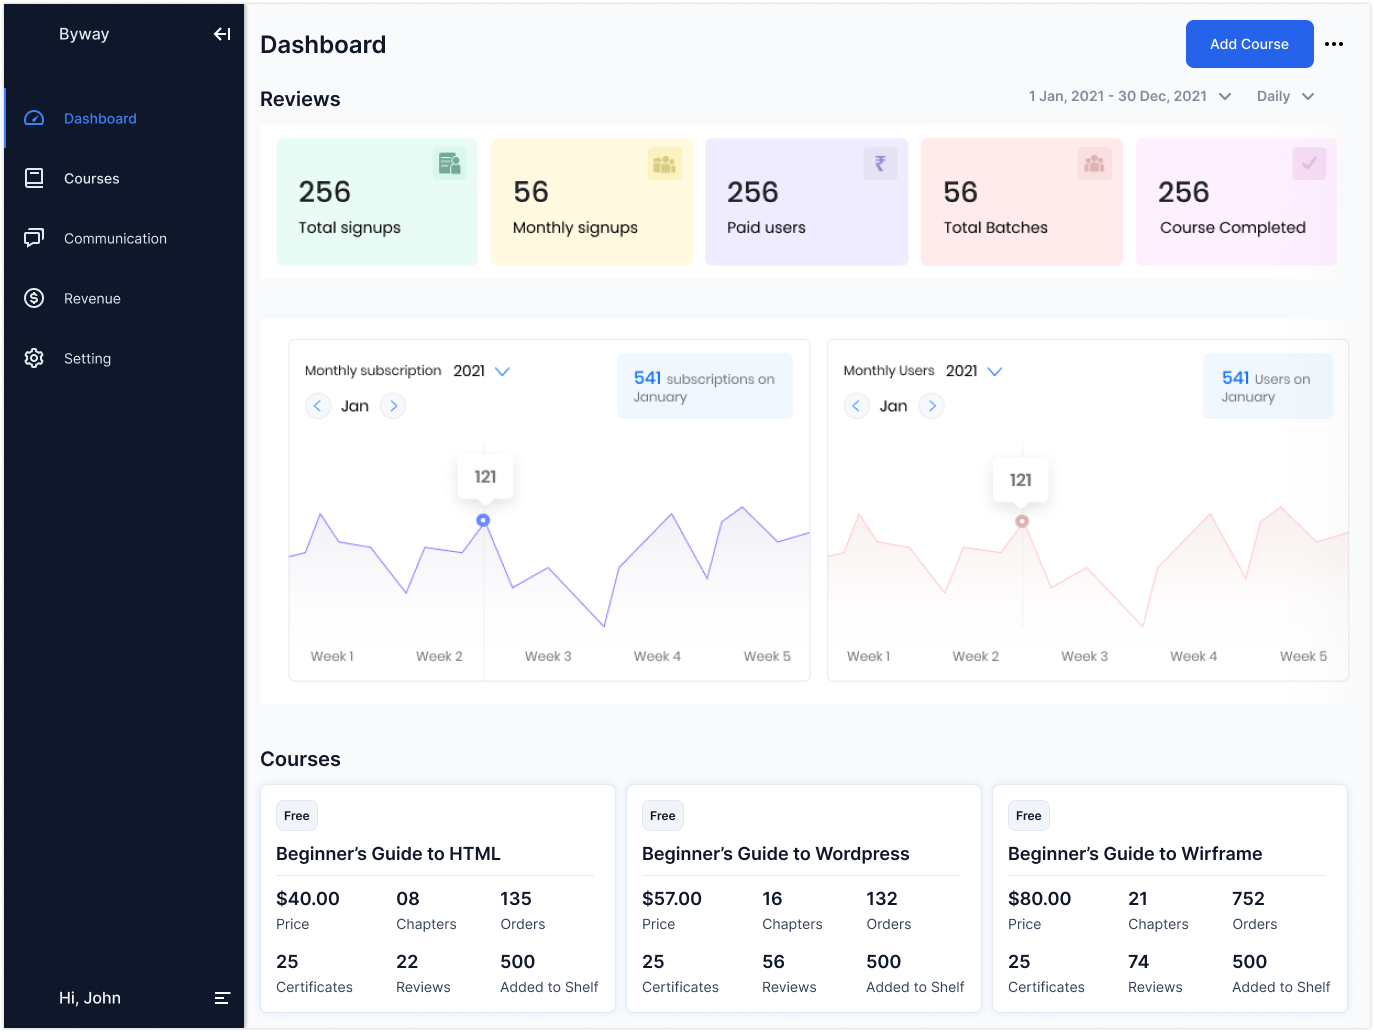 Byway
Dashboard
Courses
Communication
Revenue
Setting
Hi, John
Dashboard
Add Course
Reviews
1 Jan, 2021 - 30 Dec, 2021
Daily
256
Total signups
56
Monthly signups
₹
256
Paid users
56
Total Batches
256
Course Completed
Monthly subscription 2021
Jan
541 subscriptions on
January
121
Week 1 Week 2 Week 3 Week 4 Week 5
Monthly Users 2021
Jan
541 Users on
January
121
Week 1 Week 2 Week 3 Week 4 Week 5
Courses
Free
Beginner’s Guide to HTML
$40.00 08 135
Price Chapters Orders
25 22 500
Certificates Reviews Added to Shelf
Free
Beginner’s Guide to Wordpress
$57.00 16 132
Price Chapters Orders
25 56 500
Certificates Reviews Added to Shelf
Free
Beginner’s Guide to Wirframe
$80.00 21 752
Price Chapters Orders
25 74 500
Certificates Reviews Added to Shelf